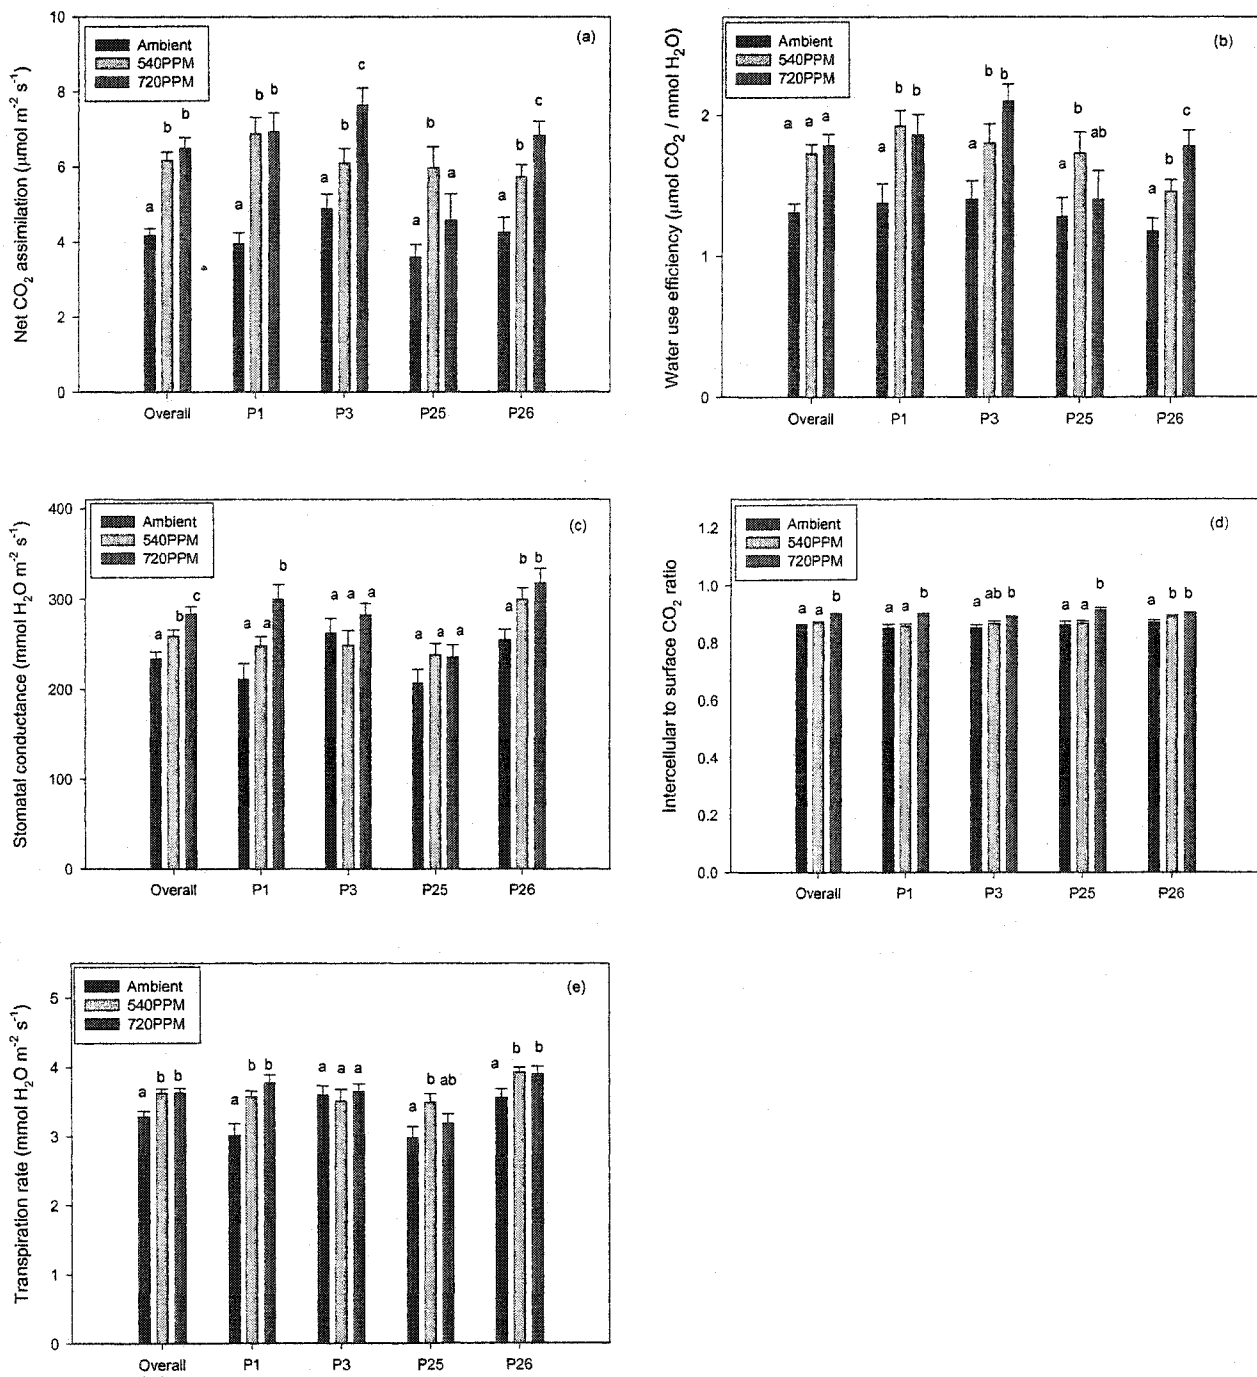 Net CO₂ assimilation (μmol m⁻² s⁻¹)
10
8
6
4
2
0
Ambient
540PPM
720PPM
(a)
a b b
a b b
a b c
a b a
a b c
Overall P1 P3 P25 P26
Water use efficiency (μmol CO₂ / mmol H₂O)
2
1
0
Ambient
540PPM
720PPM
(b)
a a a
a b b
a b b
a b ab
a b c
Overall P1 P3 P25 P26
Stomatal conductance (mmol H₂O m⁻² s⁻¹)
400
300
200
100
0
Ambient
540PPM
720PPM
(c)
a b c
a a b
a a a
a a a
a b b
Overall P1 P3 P25 P26
Intercellular to surface CO₂ ratio
1.2
1.0
0.8
0.6
0.4
0.2
0.0
Ambient
540PPM
720PPM
(d)
a a b
a a b
a ab b
a a b
a b b
Overall P1 P3 P25 P26
Transpiration rate (mmol H₂O m⁻² s⁻¹)
5
4
3
2
1
0
Ambient
540PPM
720PPM
(e)
a b b
a b b
a a a
a b ab
a b b
Overall P1 P3 P25 P26